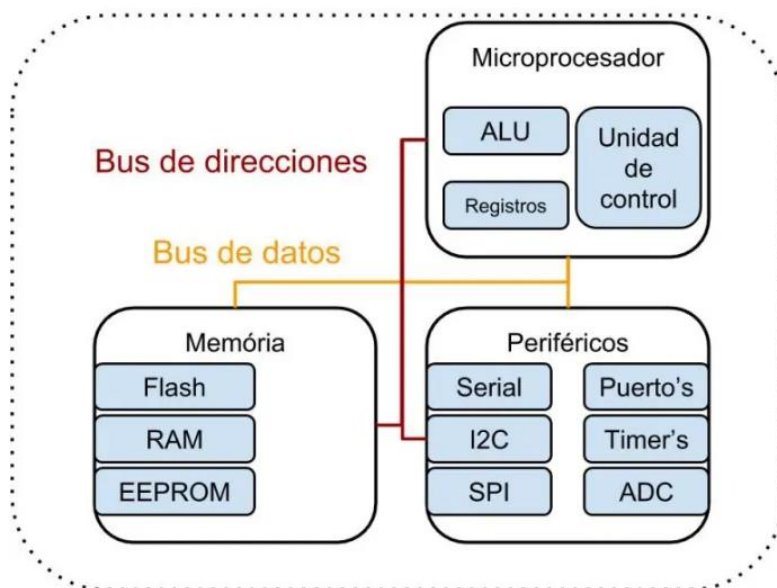 Microprocesador
ALU
Unidad
de
control
Registros
Bus de direcciones
Bus de datos
Memória
Flash
RAM
EEPROM
Periféricos
Serial
Puerto's
I2C
Timer's
SPI
ADC